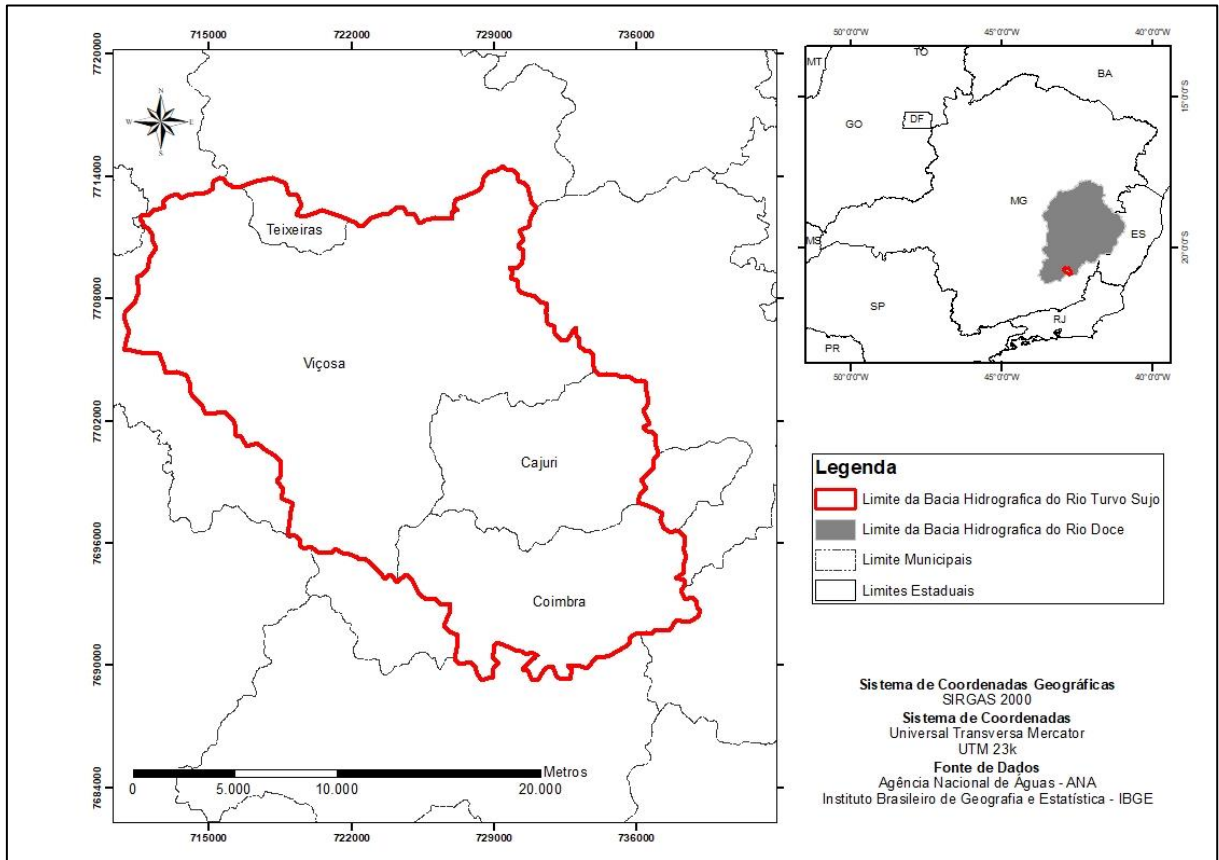 715000 722000 729000 736000
7720000
7714000
7708000
7702000
7696000
7690000
7684000
N
W E
S
Teixeiras
Viçosa
Cajuri
Coimbra
Metros
0 5.000 10.000 20.000
715000 722000 729000 736000
50°0'0"W 45°0'0"W 40°0'0"W
MT
TO
BA
GO
DF
MG
ES
MS
SP
RJ
PR
15°0'0"S
20°0'0"S
50°0'0"W 45°0'0"W 40°0'0"W
Legenda
Limite da Bacia Hidrografica do Rio Turvo Sujo
Limite da Bacia Hidrografica do Rio Doce
Limite Municipais
Limites Estaduais
Sistema de Coordenadas Geográficas
SIRGAS 2000
Sistema de Coordenadas
Universal Transversa Mercator
UTM 23k
Fonte de Dados
Agência Nacional de Águas - ANA
Instituto Brasileiro de Geografia e Estatística - IBGE